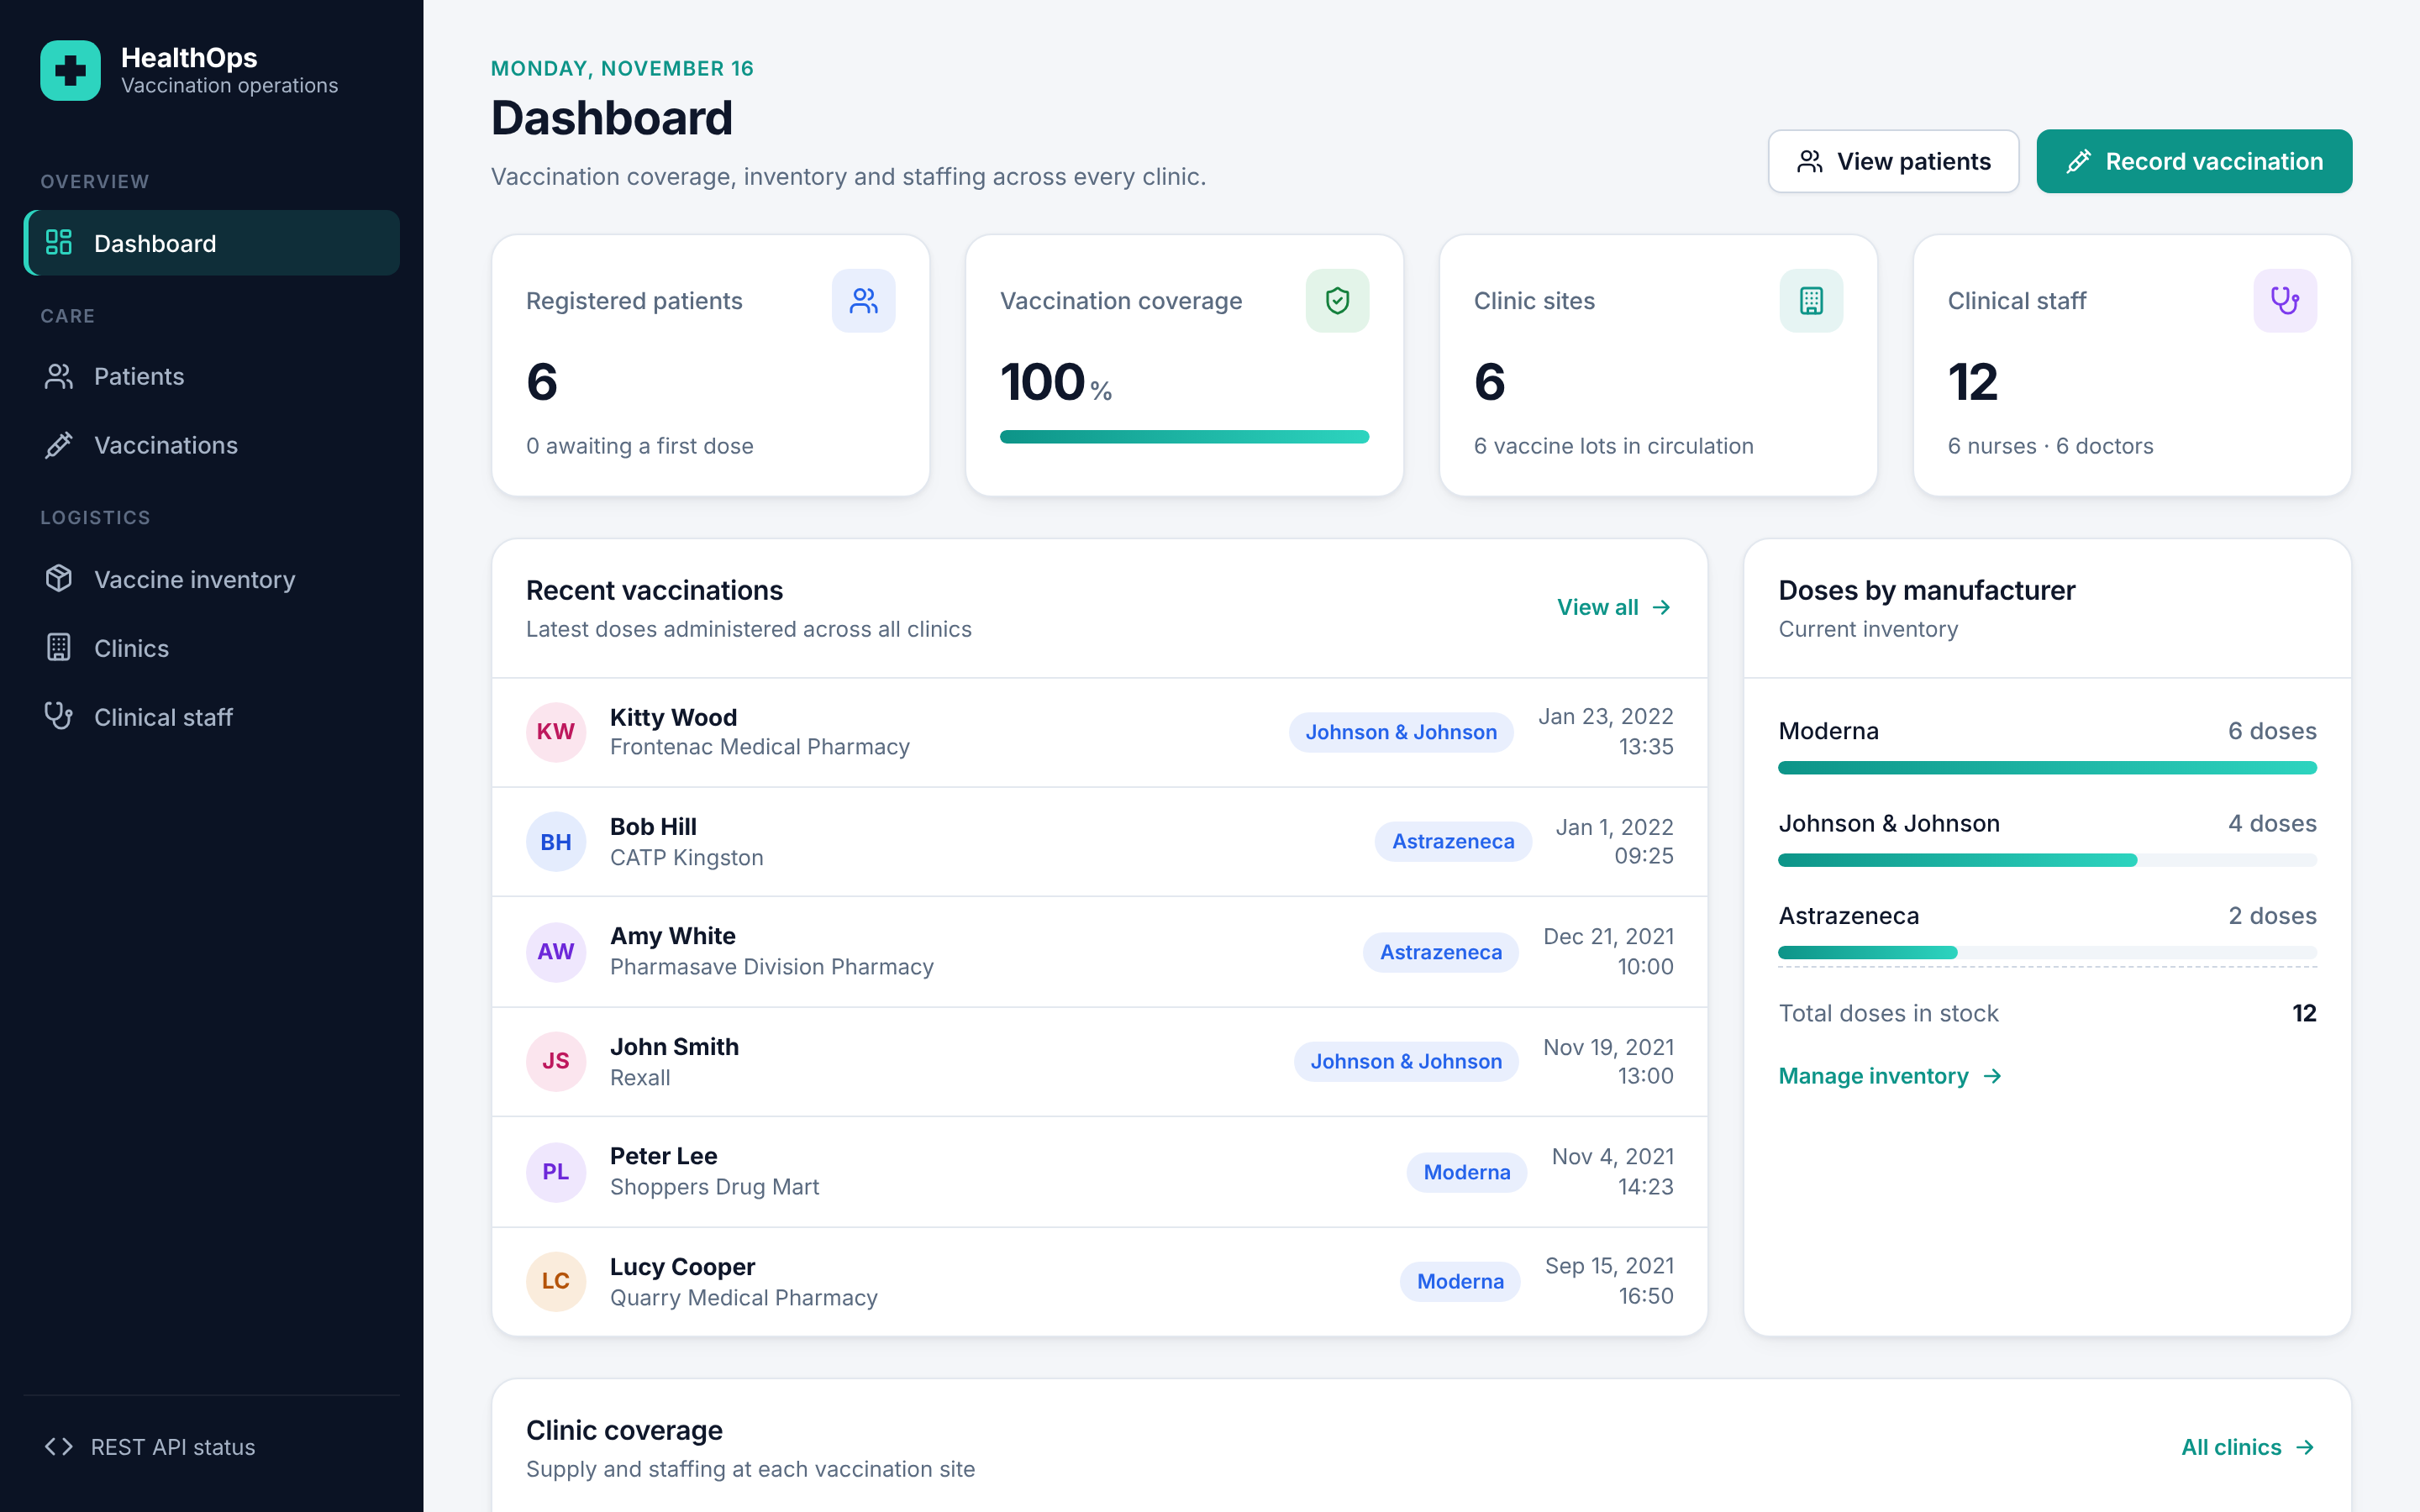 HealthOps
Vaccination operations
OVERVIEW
Dashboard
CARE
Patients
Vaccinations
LOGISTICS
Vaccine inventory
Clinics
Clinical staff
REST API status
MONDAY, NOVEMBER 16
Dashboard
Vaccination coverage, inventory and staffing across every clinic.
View patients
Record vaccination
Registered patients
6
0 awaiting a first dose
Vaccination coverage
100%
Clinic sites
6
6 vaccine lots in circulation
Clinical staff
12
6 nurses · 6 doctors
Recent vaccinations
Latest doses administered across all clinics
View all →
KW
Kitty Wood
Frontenac Medical Pharmacy
Johnson & Johnson
Jan 23, 2022
13:35
BH
Bob Hill
CATP Kingston
Astrazeneca
Jan 1, 2022
09:25
AW
Amy White
Pharmasave Division Pharmacy
Astrazeneca
Dec 21, 2021
10:00
JS
John Smith
Rexall
Johnson & Johnson
Nov 19, 2021
13:00
PL
Peter Lee
Shoppers Drug Mart
Moderna
Nov 4, 2021
14:23
LC
Lucy Cooper
Quarry Medical Pharmacy
Moderna
Sep 15, 2021
16:50
Doses by manufacturer
Current inventory
Moderna 6 doses
Johnson & Johnson 4 doses
Astrazeneca 2 doses
Total doses in stock 12
Manage inventory →
Clinic coverage
Supply and staffing at each vaccination site
All clinics →